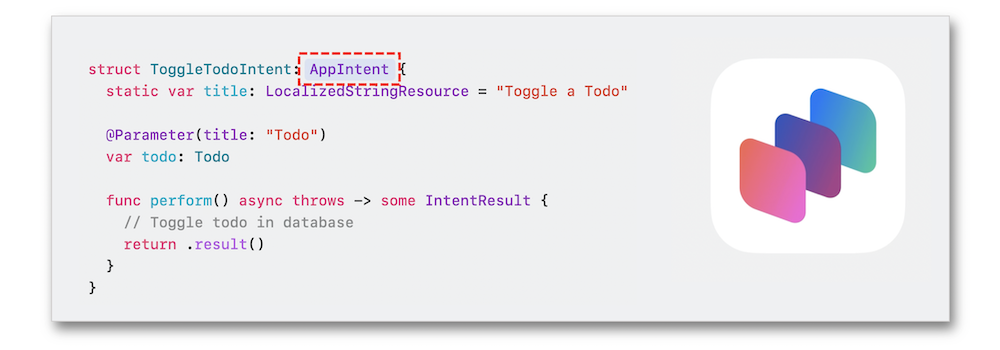 struct ToggleTodoIntent: AppIntent {
static var title: LocalizedStringResource = "Toggle a Todo"
@Parameter(title: "Todo")
var todo: Todo
func perform() async throws -> some IntentResult {
// Toggle todo in database
return .result()
}
}